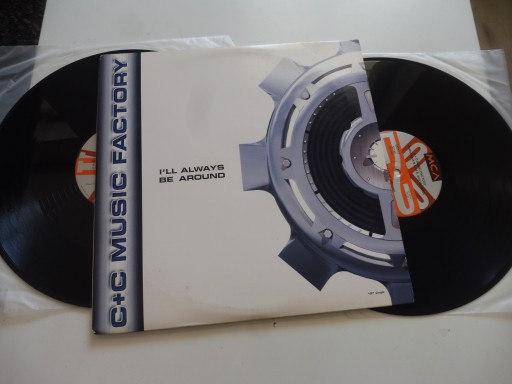 C+C MUSIC FACTORY
I'LL ALWAYS
BE AROUND
MCA